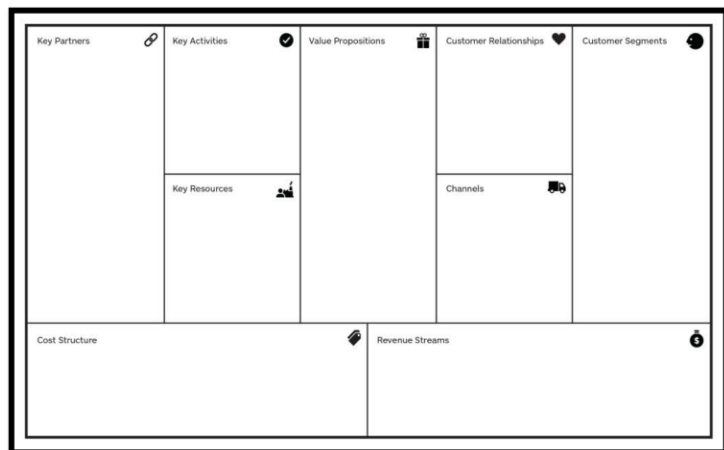 Key Partners
Key Activities
Value Propositions
Customer Relationships
Customer Segments
Key Resources
Channels
Cost Structure
Revenue Streams
$